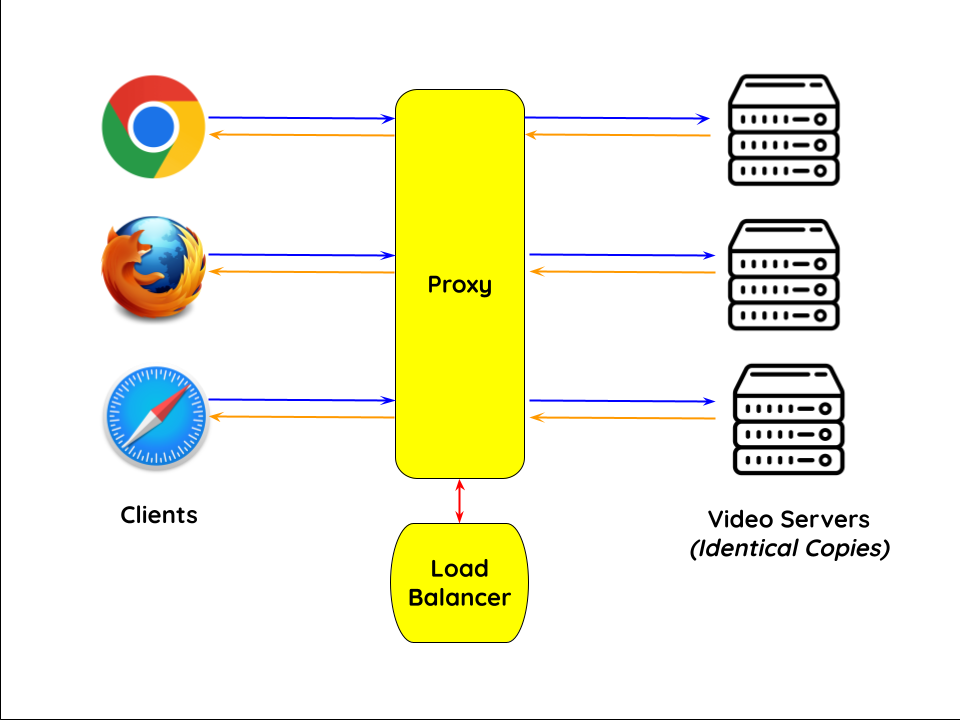 Proxy
Clients
Video Servers
(Identical Copies)
Load
Balancer